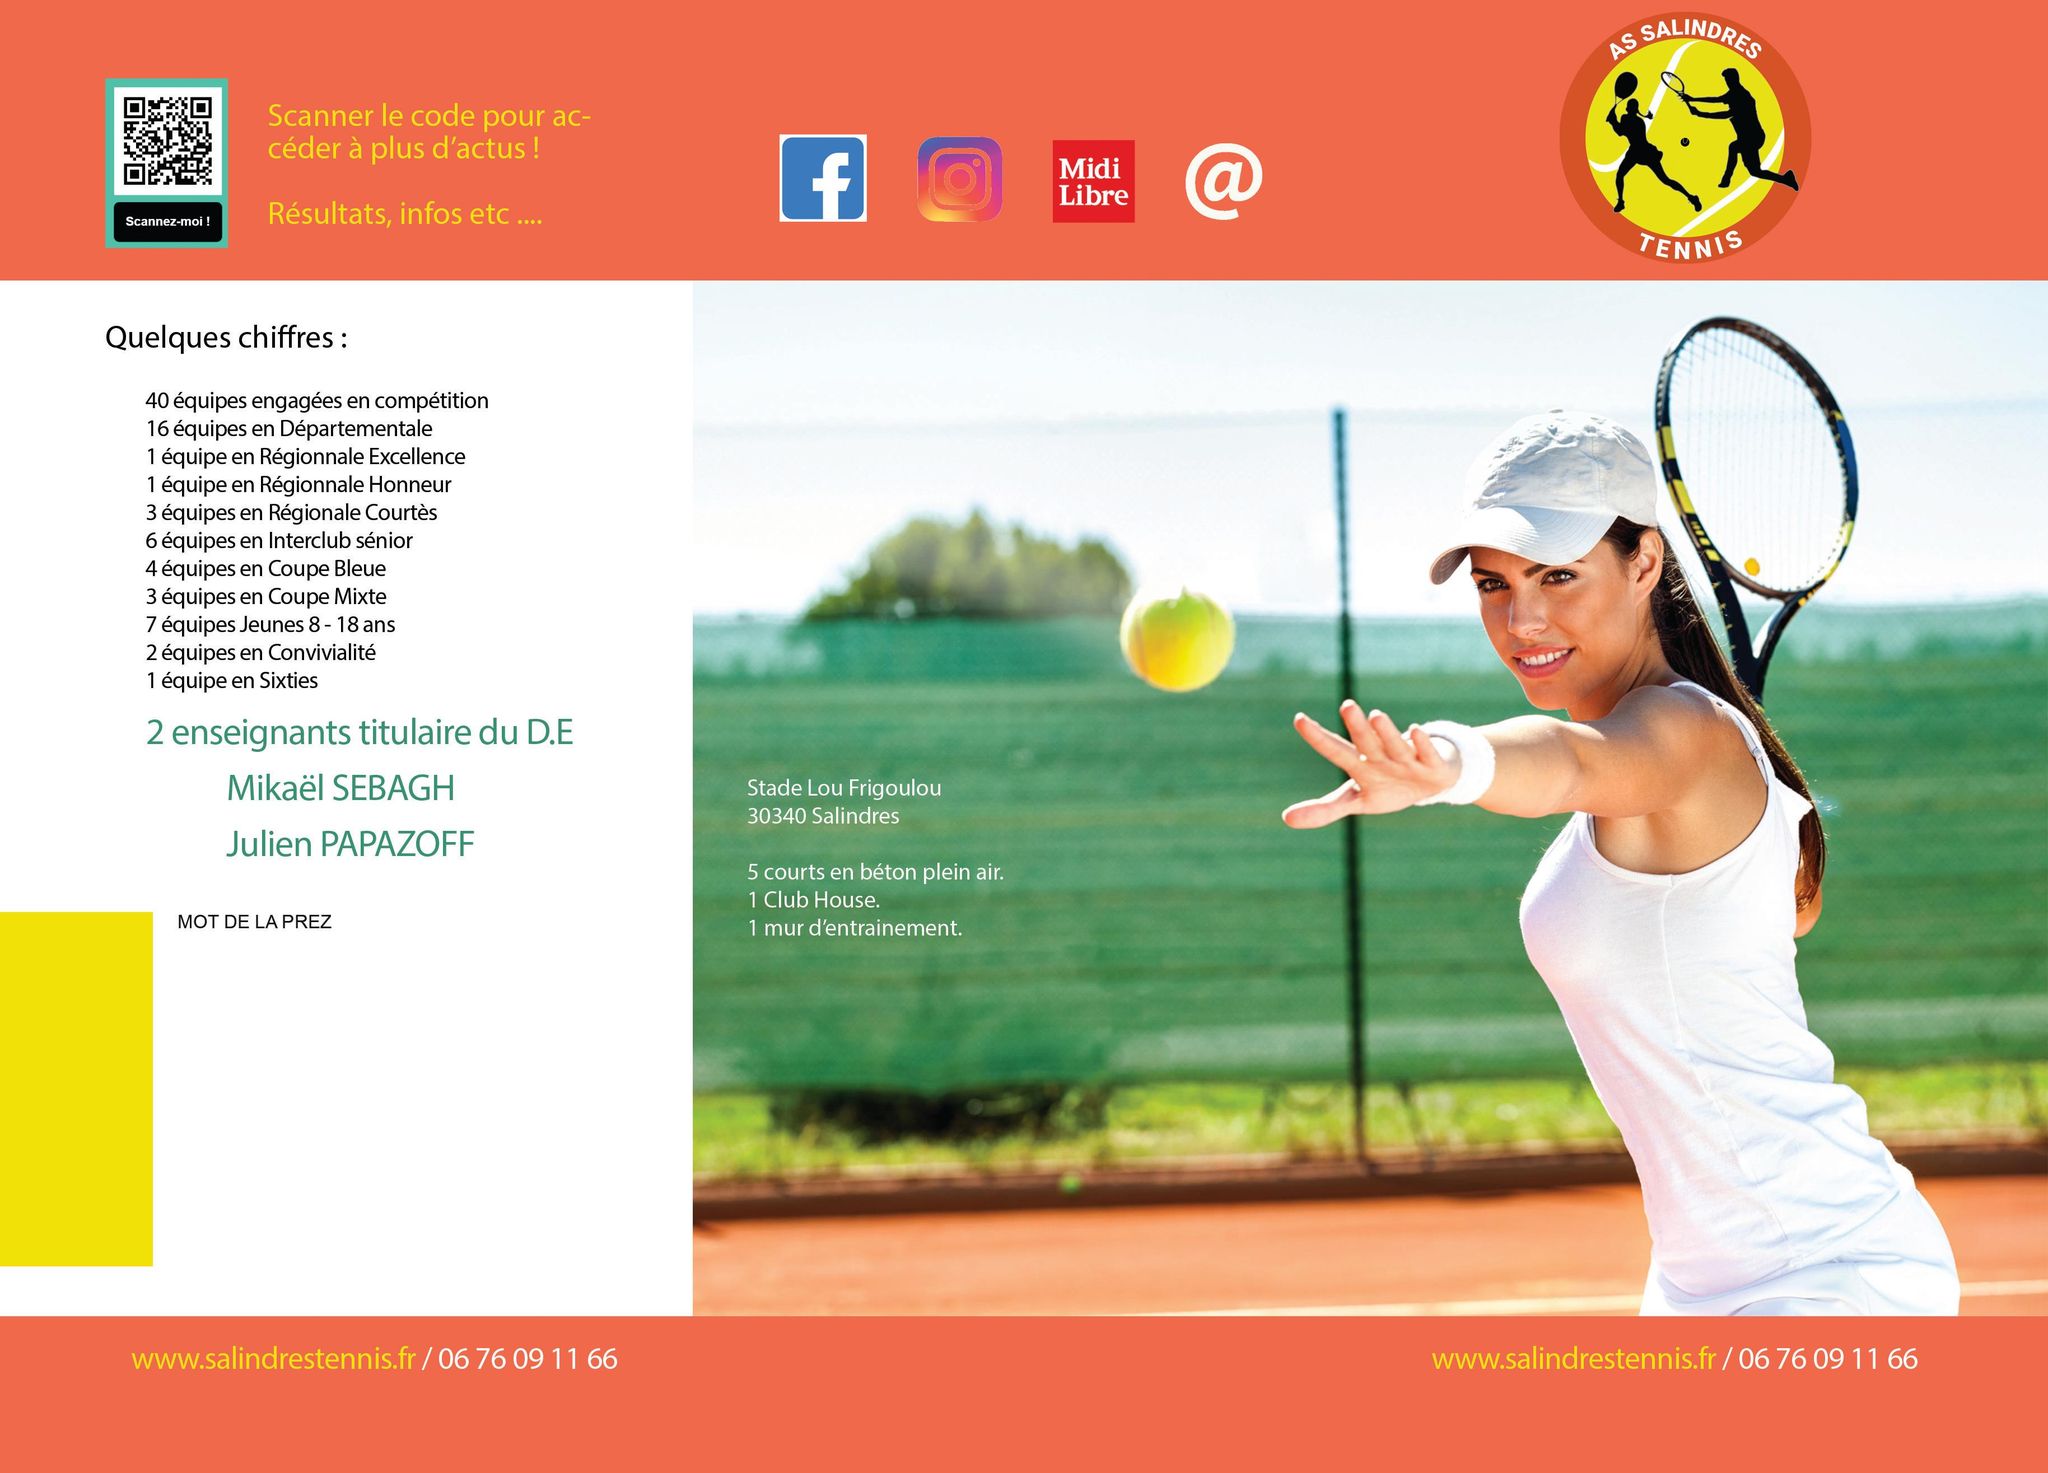 Scanner le code pour ac-
céder à plus d'actus !
Résultats, infos etc ....
Scannez-moi !
Midi
Libre
@
AS SALINDRES
TENNIS
Quelques chiffres :
40 équipes engagées en compétition
16 équipes en Départementale
1 équipe en Régionnale Excellence
1 équipe en Régionnale Honneur
3 équipes en Régionale Courtès
6 équipes en Interclub sénior
4 équipes en Coupe Bleue
3 équipes en Coupe Mixte
7 équipes Jeunes 8 - 18 ans
2 équipes en Convivialité
1 équipe en Sixties
2 enseignants titulaire du D.E
Mikaël SEBAGH
Julien PAPAZOFF
MOT DE LA PREZ
Stade Lou Frigoulou
30340 Salindres
5 courts en béton plein air.
1 Club House.
1 mur d'entrainement.
www.salindrestennis.fr / 06 76 09 11 66
www.salindrestennis.fr / 06 76 09 11 66